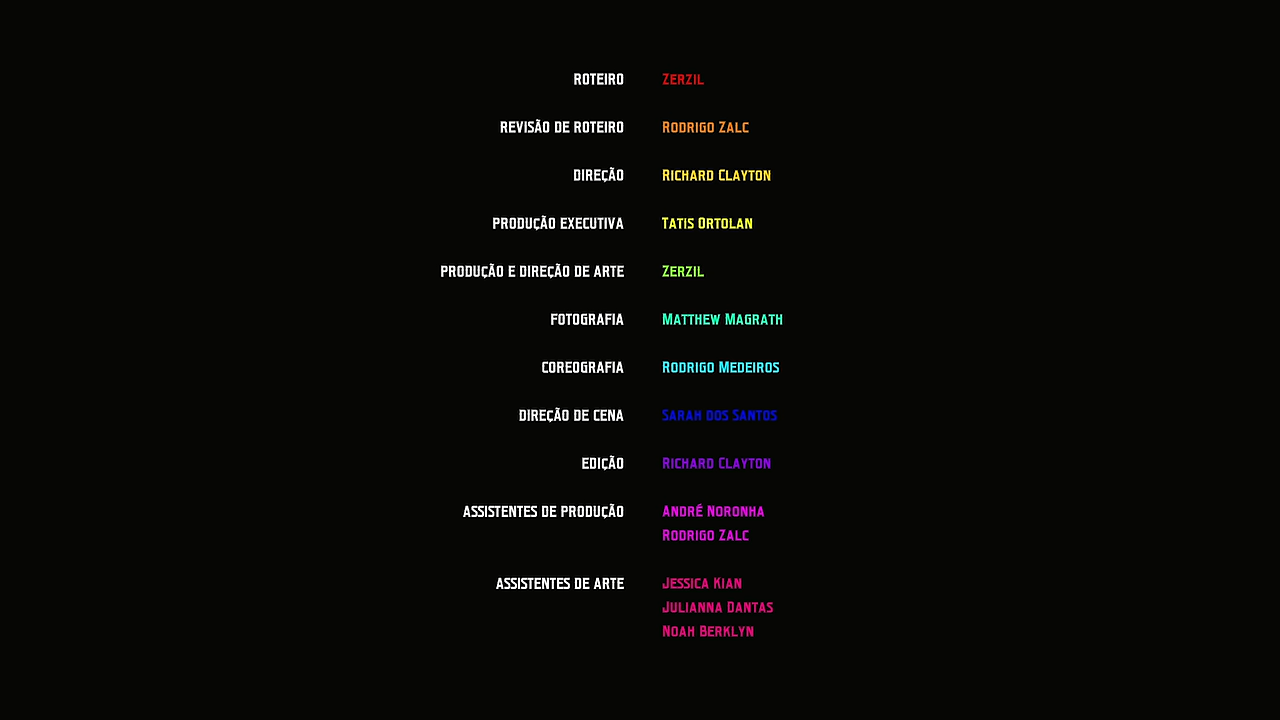 ROTEIRO ZERZIL
REVISÃO DE ROTEIRO RODRIGO ZALC
DIREÇÃO RICHARD CLAYTON
PRODUÇÃO EXECUTIVA TATIS ORTOLAN
PRODUÇÃO E DIREÇÃO DE ARTE ZERZIL
FOTOGRAFIA MATTHEW MAGRATH
COREOGRAFIA RODRIGO MEDEIROS
DIREÇÃO DE CENA SARAH DOS SANTOS
EDIÇÃO RICHARD CLAYTON
ASSISTENTES DE PRODUÇÃO ANDRÉ NORONHA
RODRIGO ZALC
ASSISTENTES DE ARTE JESSICA KIAN
JULIANNA DANTAS
NOAH BERKLYN